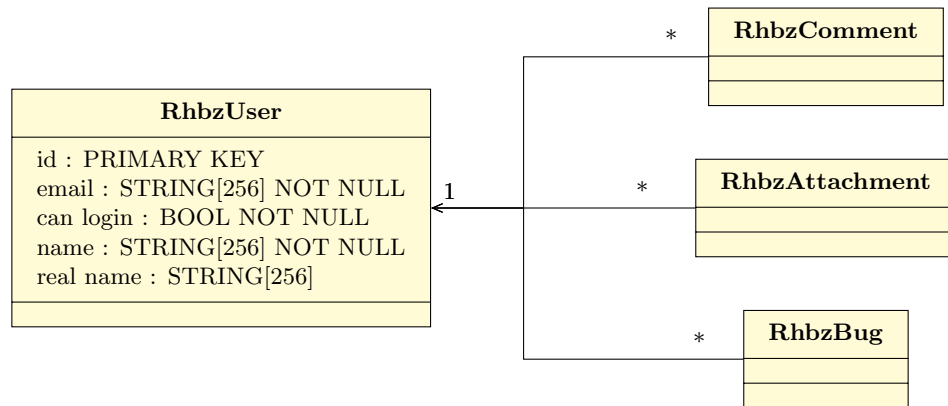 RhbzUser
id : PRIMARY KEY
email : STRING[256] NOT NULL
can login : BOOL NOT NULL
name : STRING[256] NOT NULL
real name : STRING[256]
1
*
RhbzComment
*
RhbzAttachment
*
RhbzBug